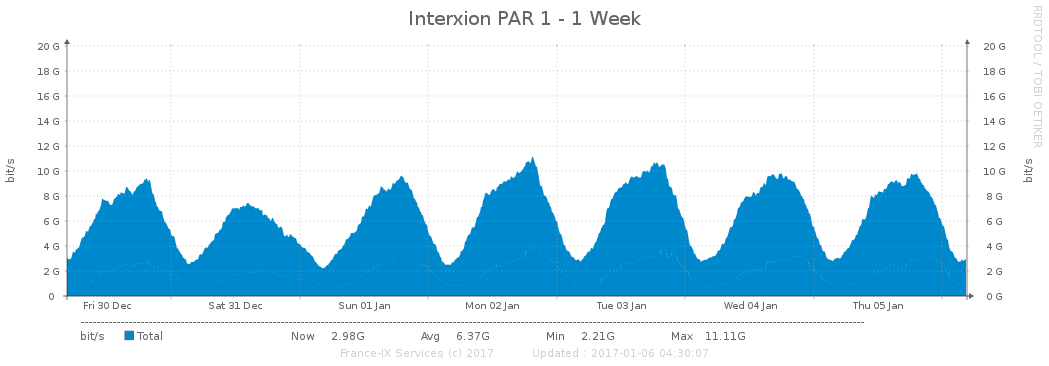 Interxion PAR 1 - 1 Week
RRDTOOL / TOBI OETIKER
20 G 20 G
18 G 18 G
16 G 16 G
14 G 14 G
12 G 12 G
10 G 10 G
8 G 8 G
6 G 6 G
4 G 4 G
2 G 2 G
0 0 G
bit/s
bit/s
Fri 30 Dec Sat 31 Dec Sun 01 Jan Mon 02 Jan Tue 03 Jan Wed 04 Jan Thu 05 Jan
bit/s Total Now 2.98G Avg 6.37G Min 2.21G Max 11.11G
France-IX Services (c) 2017 Updated : 2017-01-06 04:30:07